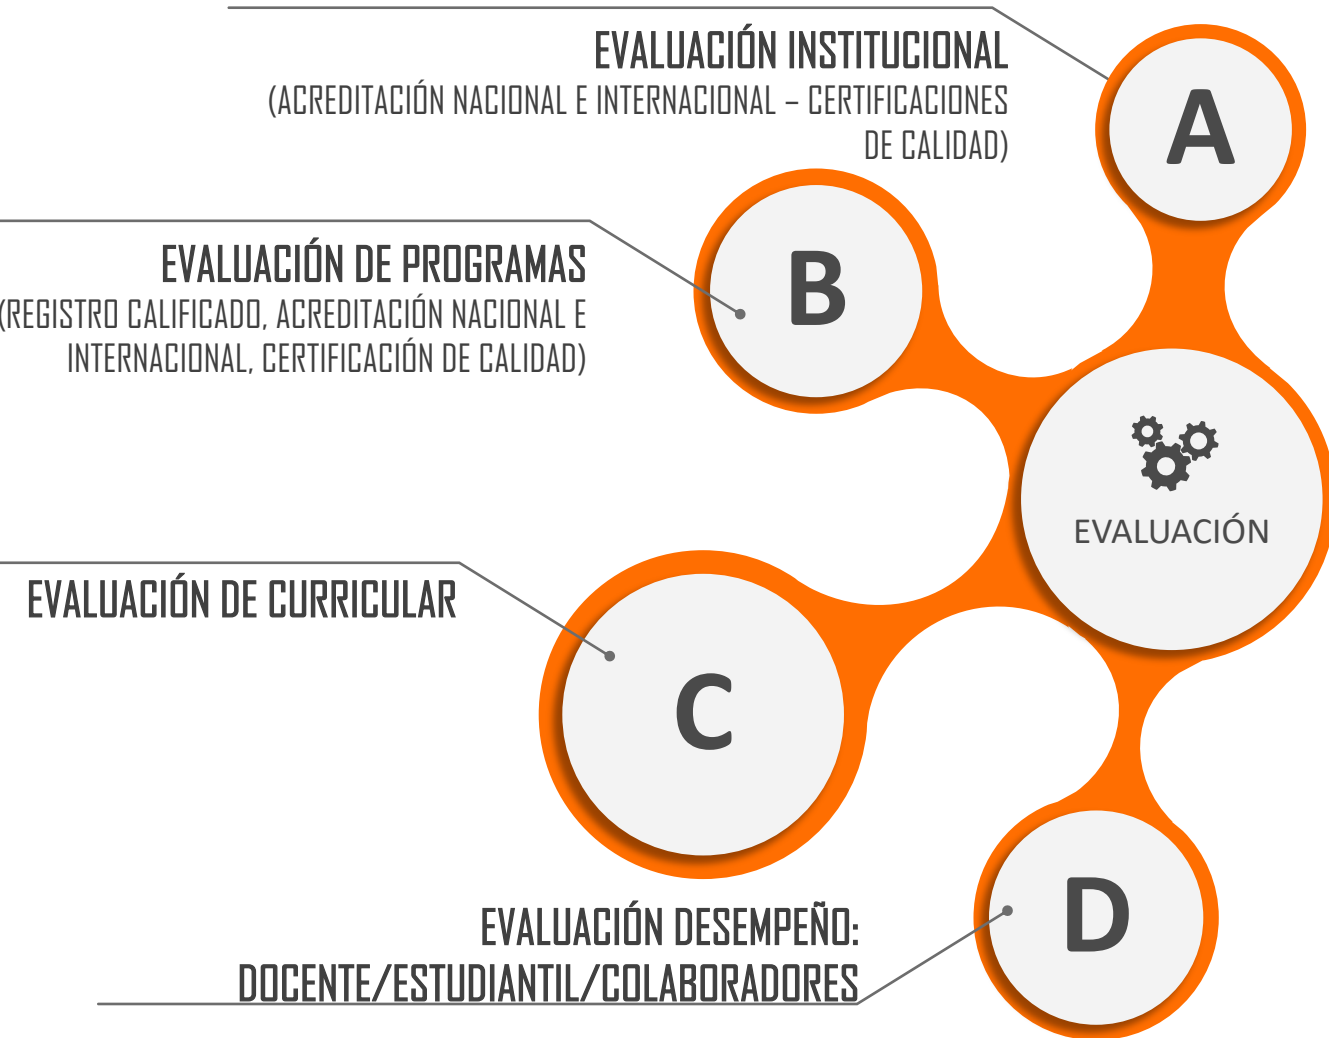 EVALUACIÓN INSTITUCIONAL
(ACREDITACIÓN NACIONAL E INTERNACIONAL – CERTIFICACIONES
DE CALIDAD)
A
EVALUACIÓN DE PROGRAMAS
(REGISTRO CALIFICADO, ACREDITACIÓN NACIONAL E
INTERNACIONAL, CERTIFICACIÓN DE CALIDAD)
B
EVALUACIÓN
EVALUACIÓN DE CURRICULAR
C
EVALUACIÓN DESEMPEÑO:
DOCENTE/ESTUDIANTIL/COLABORADORES
D